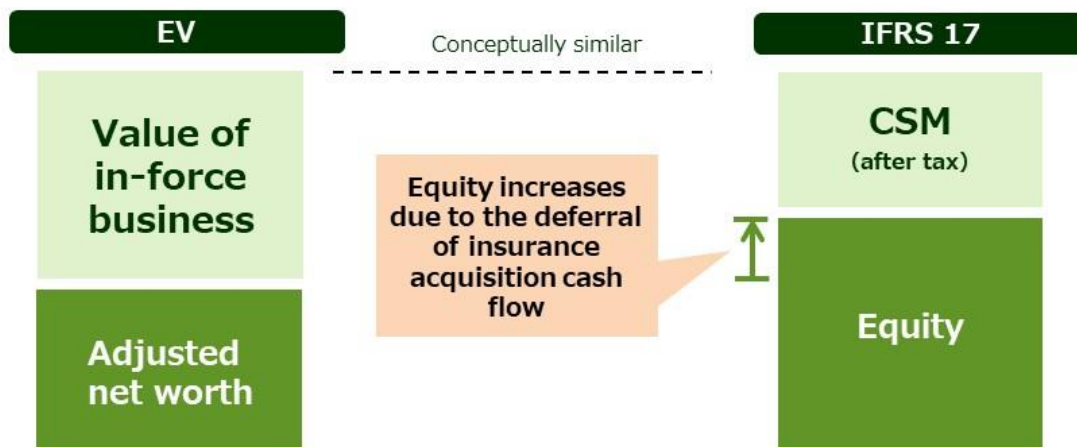 EV
Conceptually similar
IFRS 17
Value of
in-force
business
CSM
(after tax)
Equity increases
due to the deferral
of insurance
acquisition cash
flow
Adjusted
net worth
Equity